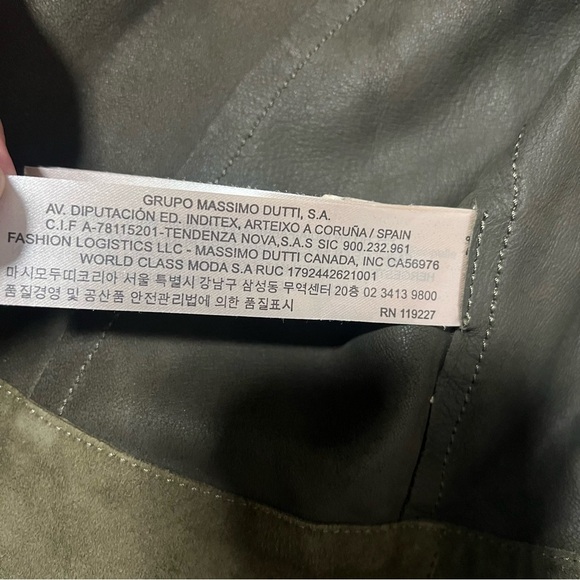 GRUPO MASSIMO DUTTI, S.A.
AV. DIPUTACIÓN ED. INDITEX, ARTEIXO A CORUÑA / SPAIN
C.I.F A-78115201-TENDENZA NOVA,S.A.S SIC 900.232.961
FASHION LOGISTICS LLC - MASSIMO DUTTI CANADA, INC CA56976
WORLD CLASS MODA S.A RUC 1792442621001
마시모두띠코리아 서울 특별시 강남구 삼성동 무역센터 20층 02 3413 9800
품질경영 및 공산품 안전관리법에 의한 품질표시
RN 119227